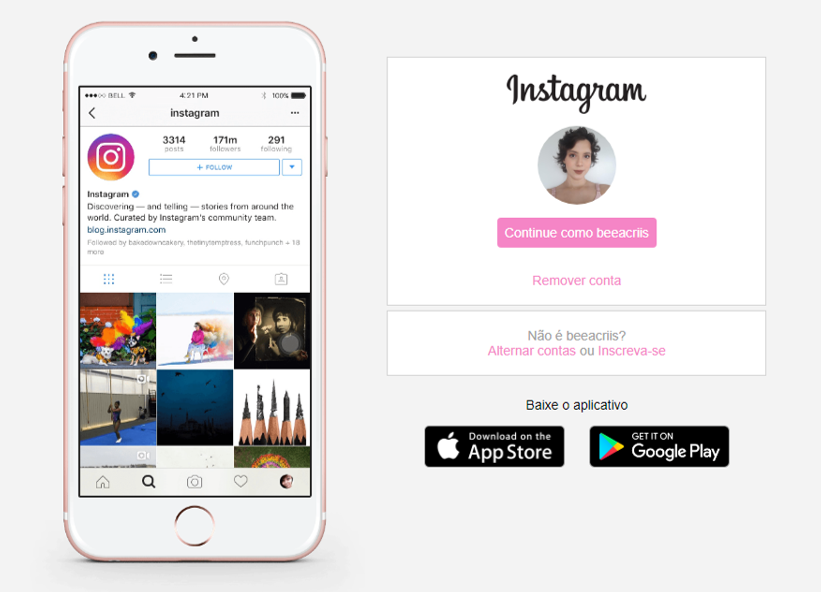 BELL 4:21 PM 100%
instagram
3314 171m 291
posts followers following
+ FOLLOW
Instagram
Discovering — and telling — stories from around the
world. Curated by Instagram's community team.
blog.instagram.com
Followed by bakedowncakery, thetinytemptress, funchpunch + 18
more
Instagram
Continue como beeacriis
Remover conta
Não é beeacriis?
Alternar contas ou Inscreva-se
Baixe o aplicativo
Download on the
App Store
GET IT ON
Google Play